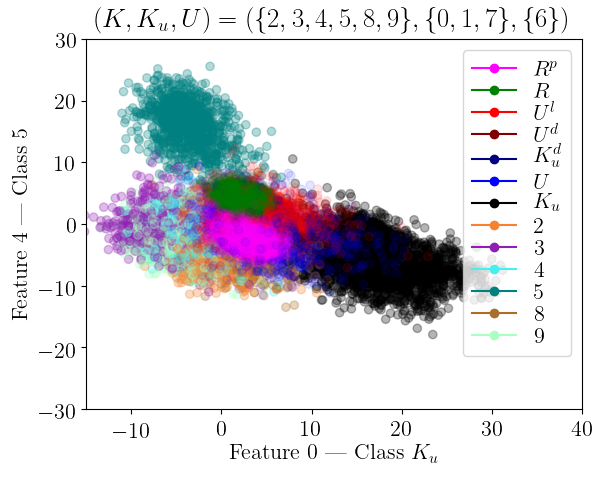 (K, K_u, U) = ({2, 3, 4, 5, 8, 9}, {0, 1, 7}, {6})
30
20
10
0
−10
−20
−30
Feature 4 — Class 5
−10
0
10
20
30
40
Feature 0 — Class K_u
R^p
R
U^l
U^d
K_u^d
U
K_u
2
3
4
5
8
9